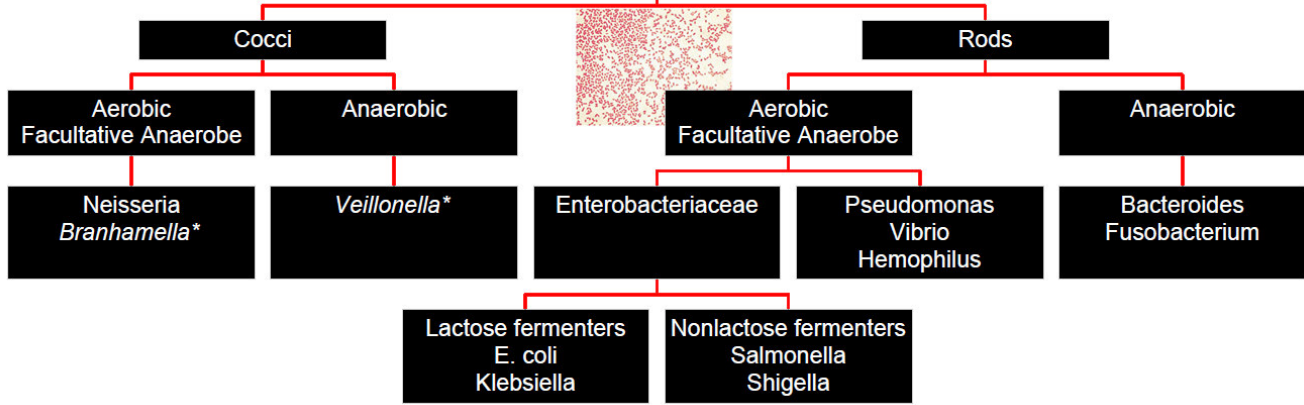 Cocci
Rods
Aerobic
Facultative Anaerobe
Anaerobic
Aerobic
Facultative Anaerobe
Anaerobic
Neisseria
Branhamella*
Veillonella*
Enterobacteriaceae
Pseudomonas
Vibrio
Hemophilus
Bacteroides
Fusobacterium
Lactose fermenters
E. coli
Klebsiella
Nonlactose fermenters
Salmonella
Shigella